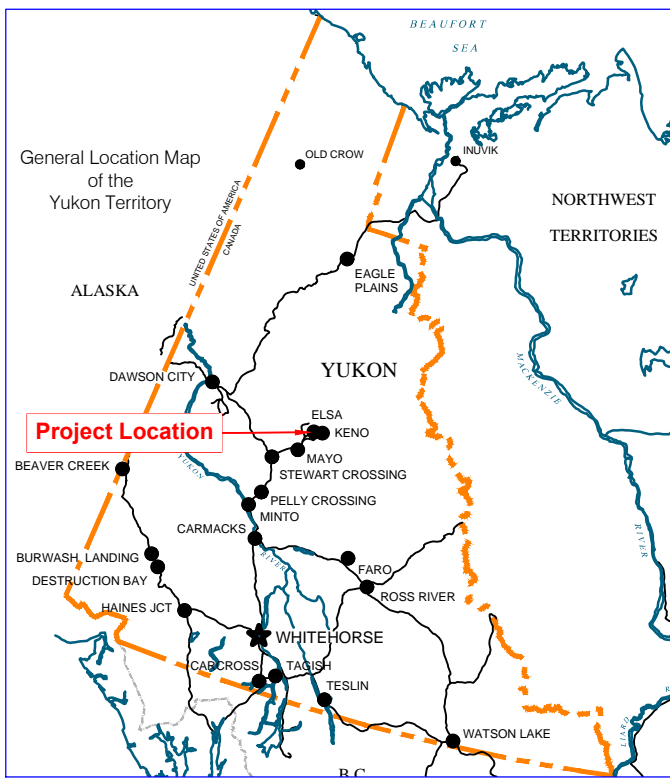 BEAUFORT
SEA
General Location Map
of the
Yukon Territory
OLD CROW
INUVIK
UNITED STATES OF AMERICA
CANADA
NORTHWEST
TERRITORIES
EAGLE
PLAINS
ALASKA
MACKENZIE
RIVER
DAWSON CITY
YUKON
ELSA
Project Location
KENO
MAYO
BEAVER CREEK
YUKON
STEWART CROSSING
PELLY CROSSING
MINTO
CARMACKS
RIVER
BURWASH LANDING
DESTRUCTION BAY
FARO
ROSS RIVER
HAINES JCT
WHITEHORSE
CARCROSS
TAGISH
TESLIN
WATSON LAKE
LIARD
R
B.C.